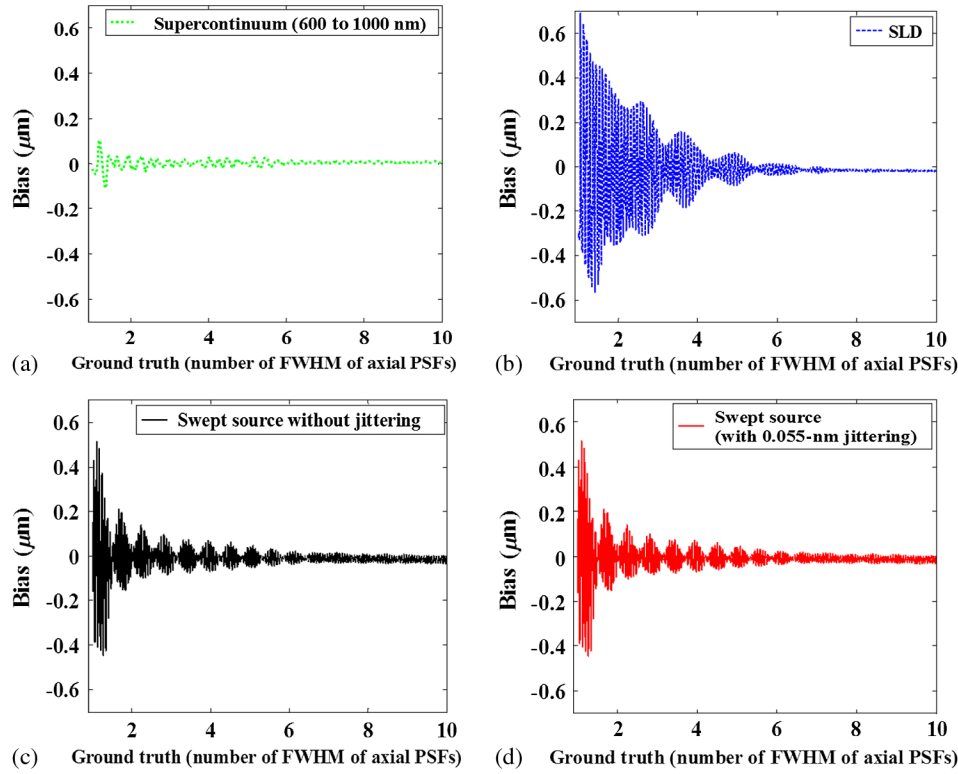 Supercontinuum (600 to 1000 nm)
0.6
0.4
0.2
0
-0.2
-0.4
-0.6
Bias (μm)
2 4 6 8 10
(a) Ground truth (number of FWHM of axial PSFs)
SLD
0.6
0.4
0.2
0
-0.2
-0.4
-0.6
Bias (μm)
2 4 6 8 10
(b) Ground truth (number of FWHM of axial PSFs)
Swept source without jittering
0.6
0.4
0.2
0
-0.2
-0.4
-0.6
Bias (μm)
2 4 6 8 10
(c) Ground truth (number of FWHM of axial PSFs)
Swept source
(with 0.055-nm jittering)
0.6
0.4
0.2
0
-0.2
-0.4
-0.6
Bias (μm)
2 4 6 8 10
(d) Ground truth (number of FWHM of axial PSFs)